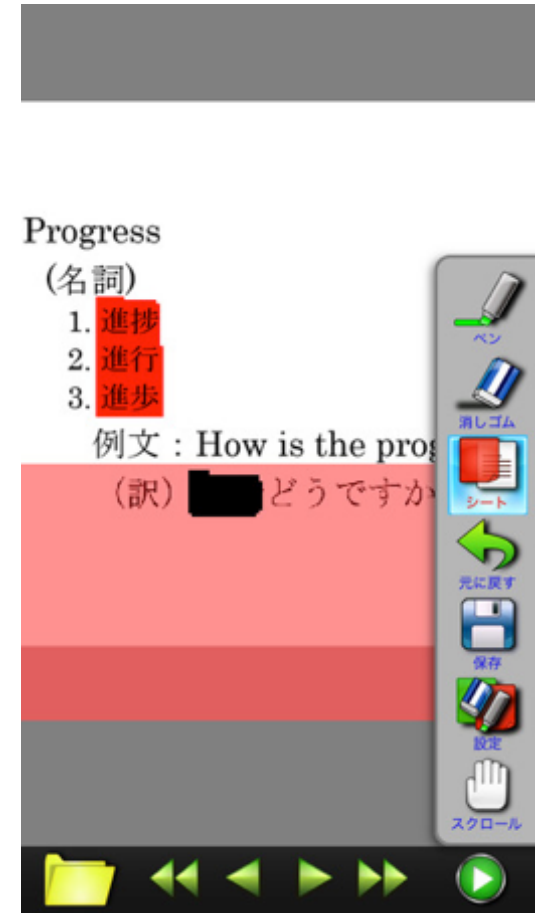 Progress
(名詞)
1. 進捗
2. 進行
3. 進歩
例文 : How is the prog
(訳) どうですか
ペン
消しゴム
シート
元に戻す
保存
設定
スクロール